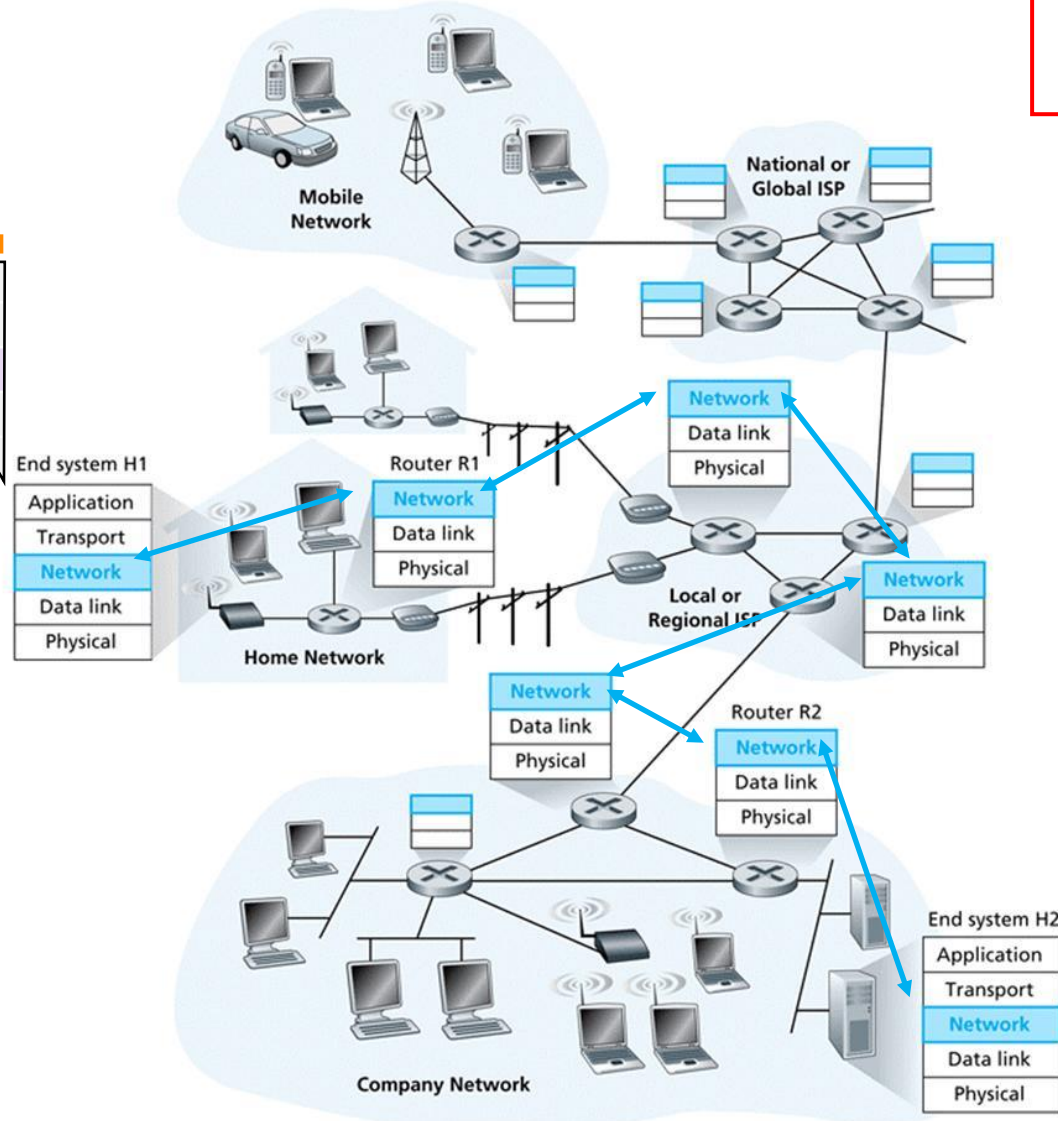 Mobile
Network
National or
Global ISP
Network
Data link
Physical
End system H1
Application
Transport
Network
Data link
Physical
Router R1
Network
Data link
Physical
Home Network
Local or
Regional ISP
Network
Data link
Physical
Network
Data link
Physical
Router R2
Network
Data link
Physical
End system H2
Application
Transport
Network
Data link
Physical
Company Network